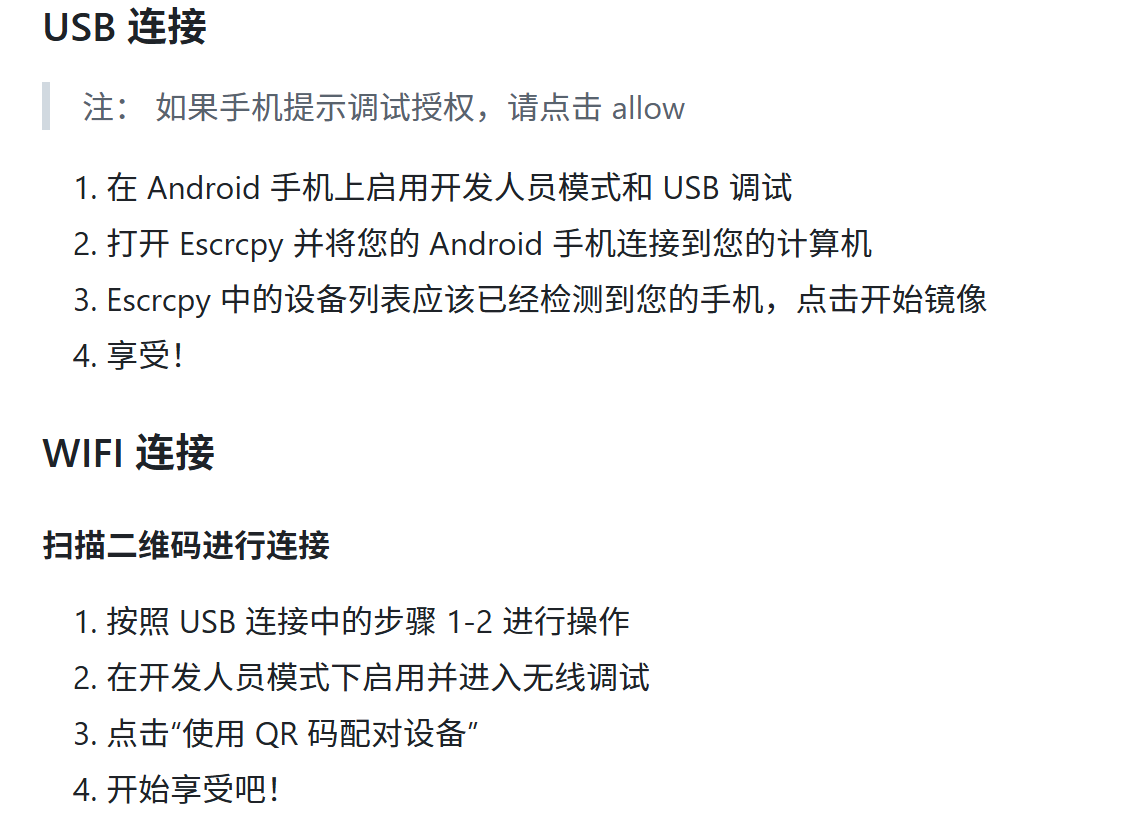 USB 连接
注： 如果手机提示调试授权，请点击 allow
1. 在 Android 手机上启用开发人员模式和 USB 调试
2. 打开 Escrcpy 并将您的 Android 手机连接到您的计算机
3. Escrcpy 中的设备列表应该已经检测到您的手机，点击开始镜像
4. 享受！
WIFI 连接
扫描二维码进行连接
1. 按照 USB 连接中的步骤 1-2 进行操作
2. 在开发人员模式下启用并进入无线调试
3. 点击“使用 QR 码配对设备”
4. 开始享受吧！